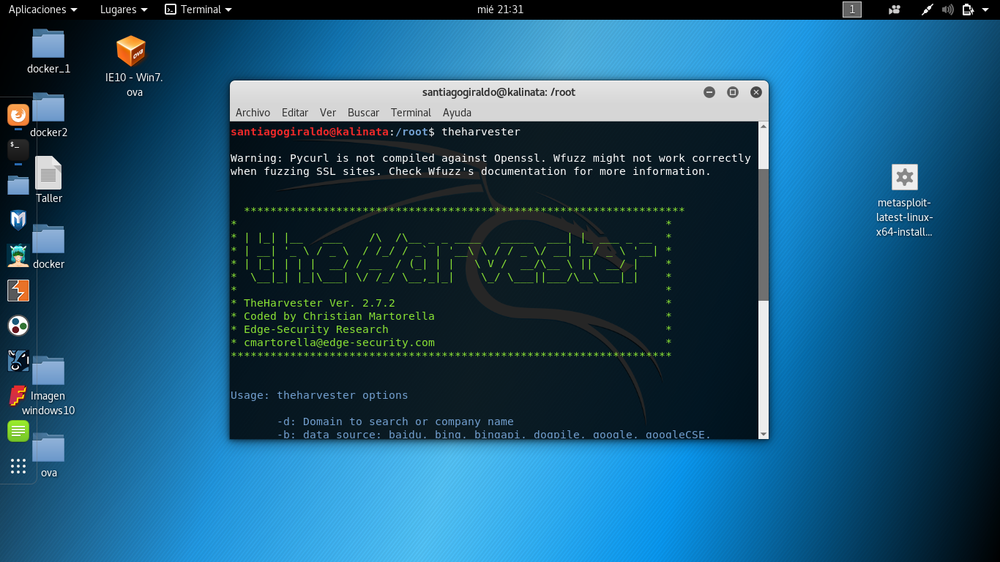 Aplicaciones Lugares Terminal mié 21:31 1
docker_1
IE10 - Win7.
ova
docker2
Taller
docker
Imagen
windows10
ova
metasploit-
latest-linux-
x64-install...
santiagogiraldo@kalinata: /root
Archivo Editar Ver Buscar Terminal Ayuda
santiagogiraldo@kalinata:/root$ theharvester
Warning: Pycurl is not compiled against Openssl. Wfuzz might not work correctly
when fuzzing SSL sites. Check Wfuzz's documentation for more information.
*******************************************************************
* *
* | |_| |__   ___    /\  /\__ _ _ ____   _____  ___| |_ ___ _ __  *
* | __| '_ \ / _ \  / /_/ / _` | '__\ \ / / _ \/ __| __/ _ \ '__| *
* | |_| | | |  __/ / __  / (_| | |   \ V /  __/\__ \ ||  __/ |    *
*  \__|_| |_|\___| \/ /_/ \__,_|_|    \_/ \___||___/\__\___|_|    *
* *
* TheHarvester Ver. 2.7.2 *
* Coded by Christian Martorella *
* Edge-Security Research *
* cmartorella@edge-security.com *
*******************************************************************
Usage: theharvester options
-d: Domain to search or company name
-b: data source: baidu, bing, bingapi, dogpile, google, googleCSE,